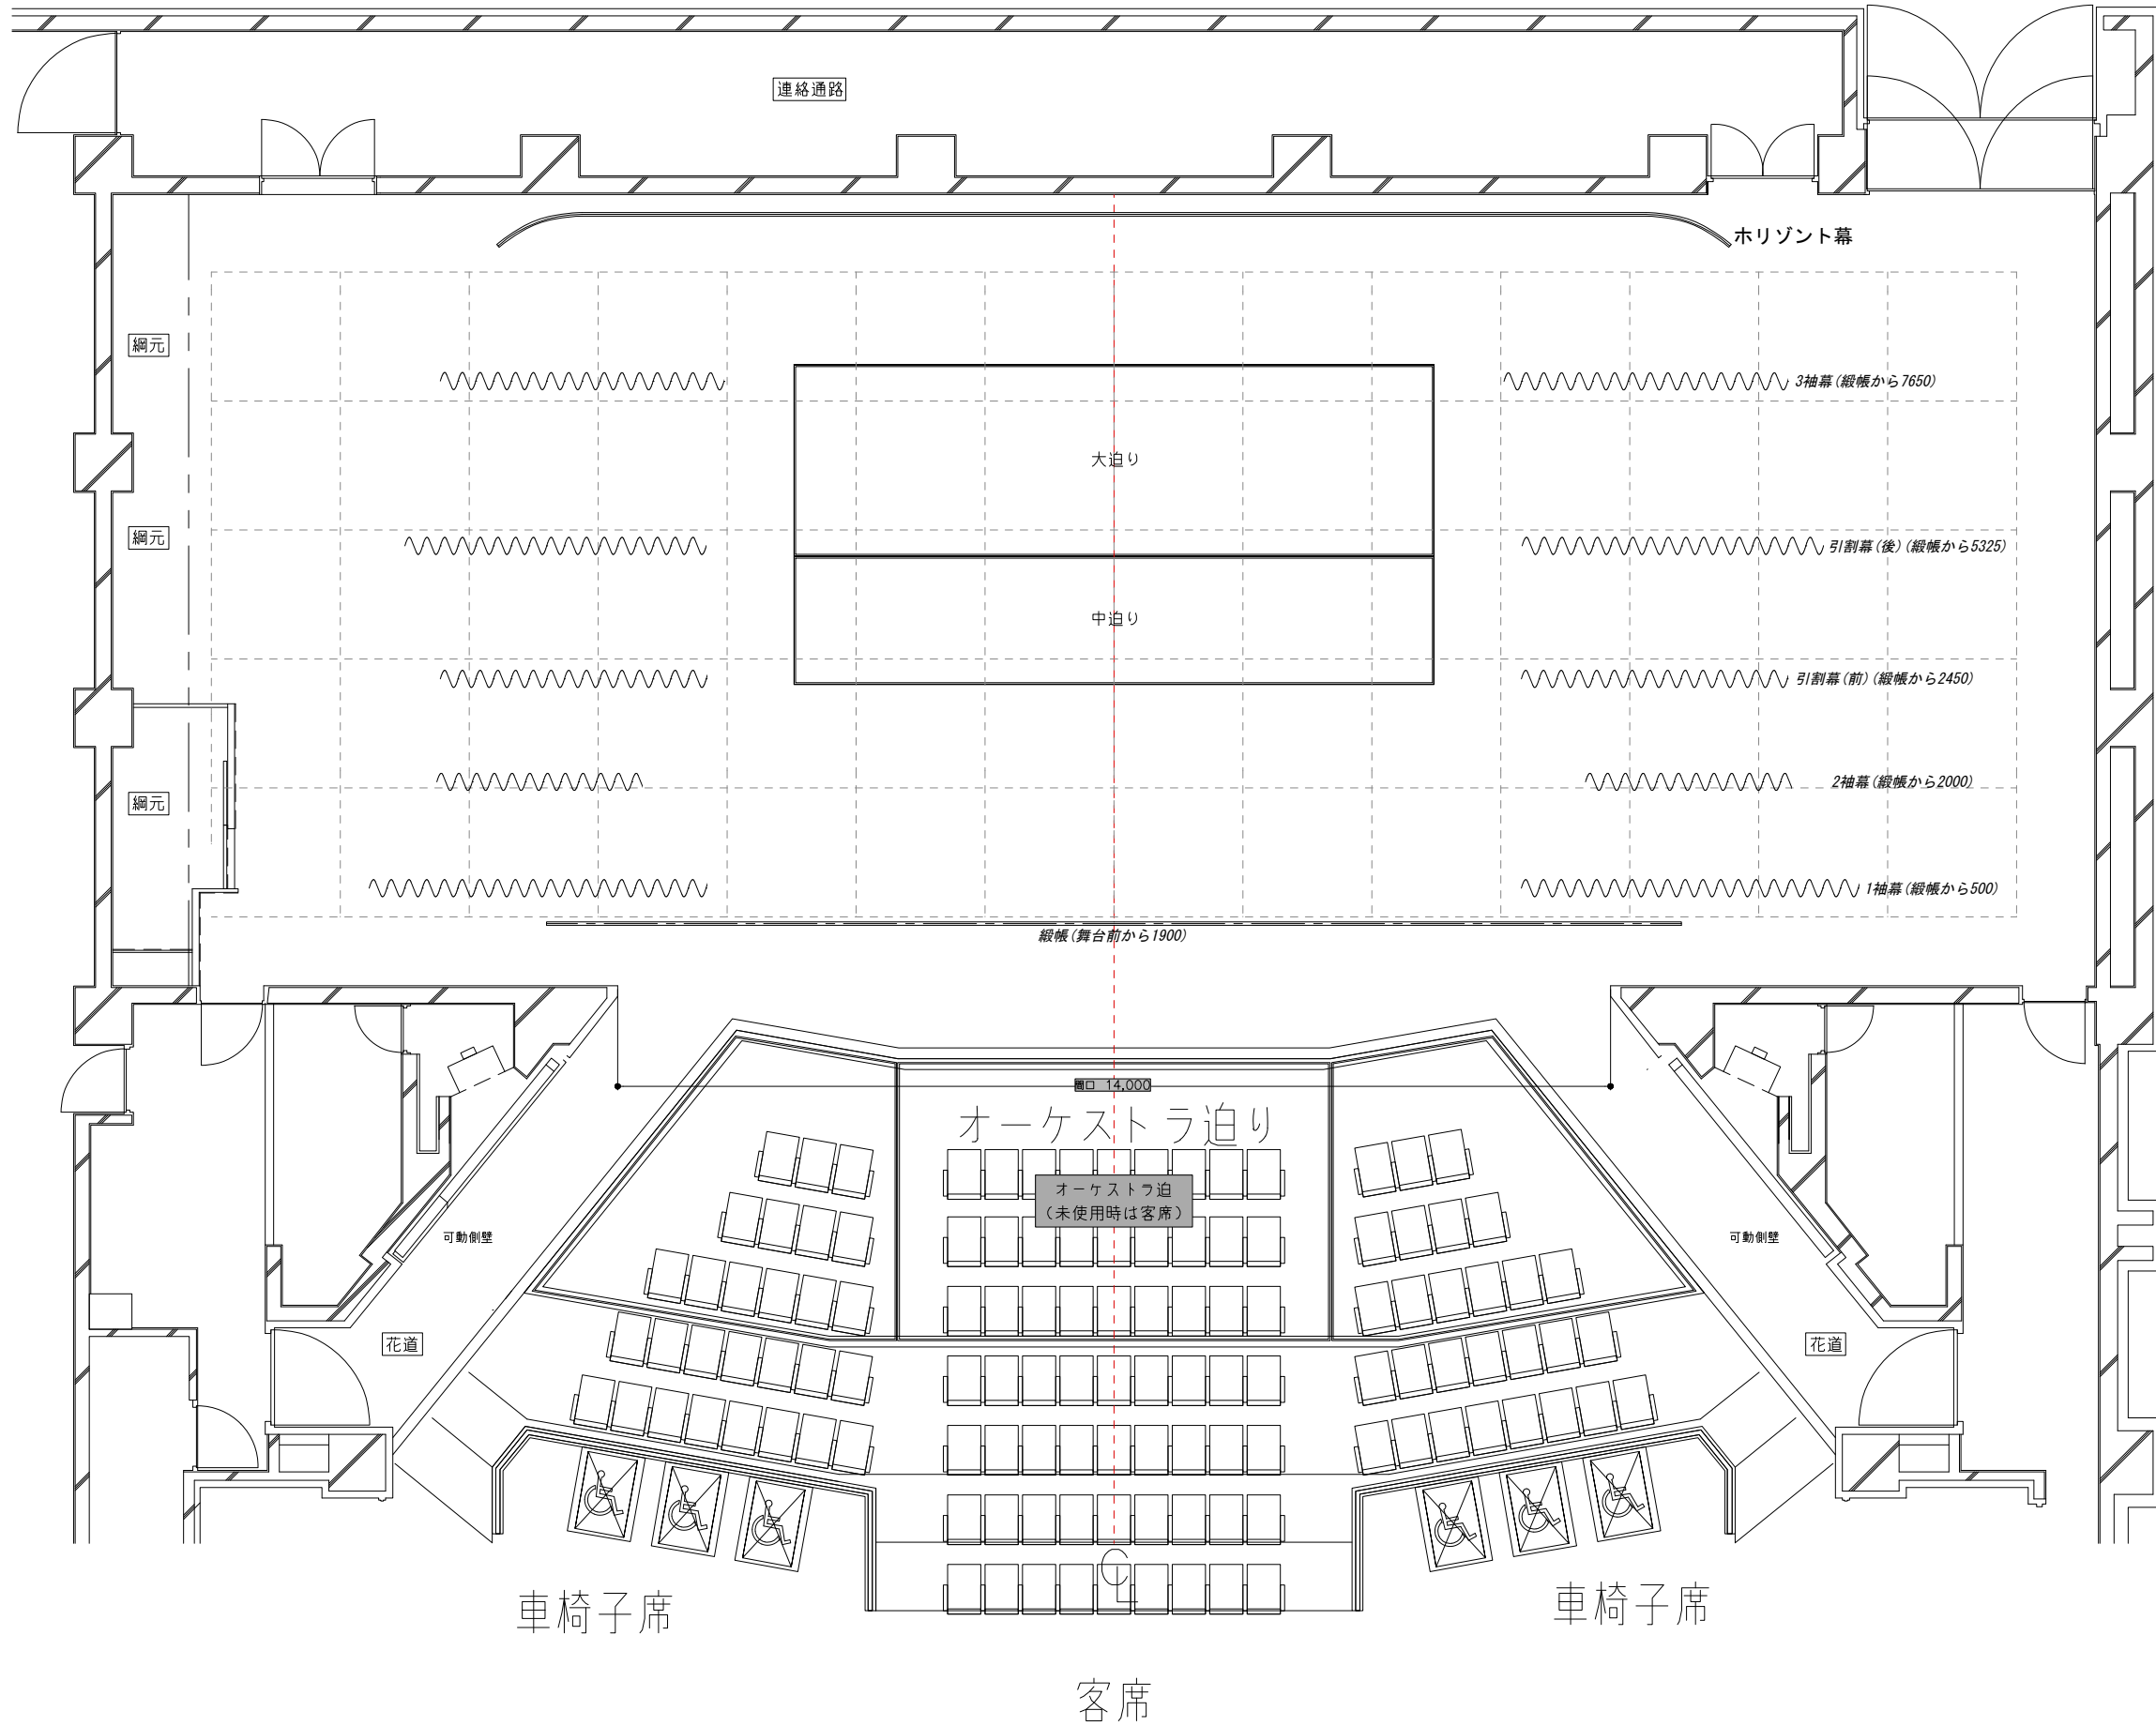 連絡通路
ホリゾント幕
綱元
3袖幕(緞帳から7650)
大迫り
綱元
引割幕(後)(緞帳から5325)
中迫り
引割幕(前)(緞帳から2450)
綱元
2袖幕(緞帳から2000)
1袖幕(緞帳から500)
緞帳(舞台前から1900)
間口 14,000
オーケストラ迫り
オーケストラ迫
(未使用時は客席)
可動側壁
可動側壁
花道
花道
CL
車椅子席
車椅子席
客席